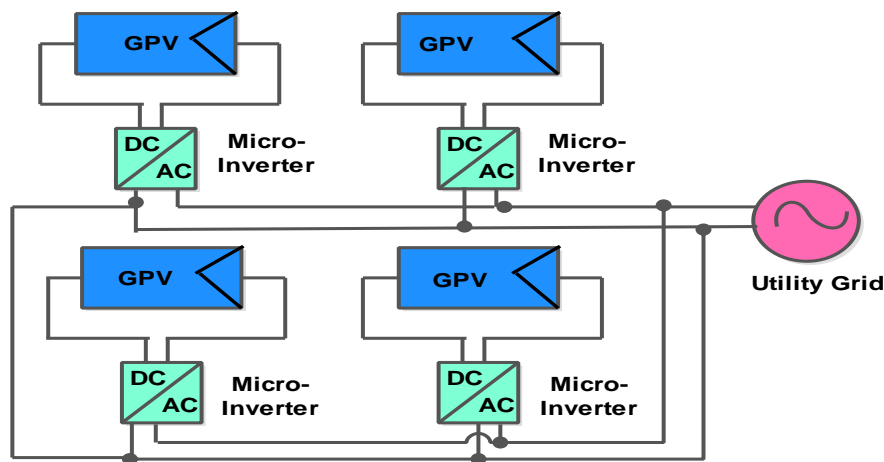 GPV
GPV
DC
AC
Micro-
Inverter
DC
AC
Micro-
Inverter
Utility Grid
GPV
GPV
DC
AC
Micro-
Inverter
DC
AC
Micro-
Inverter